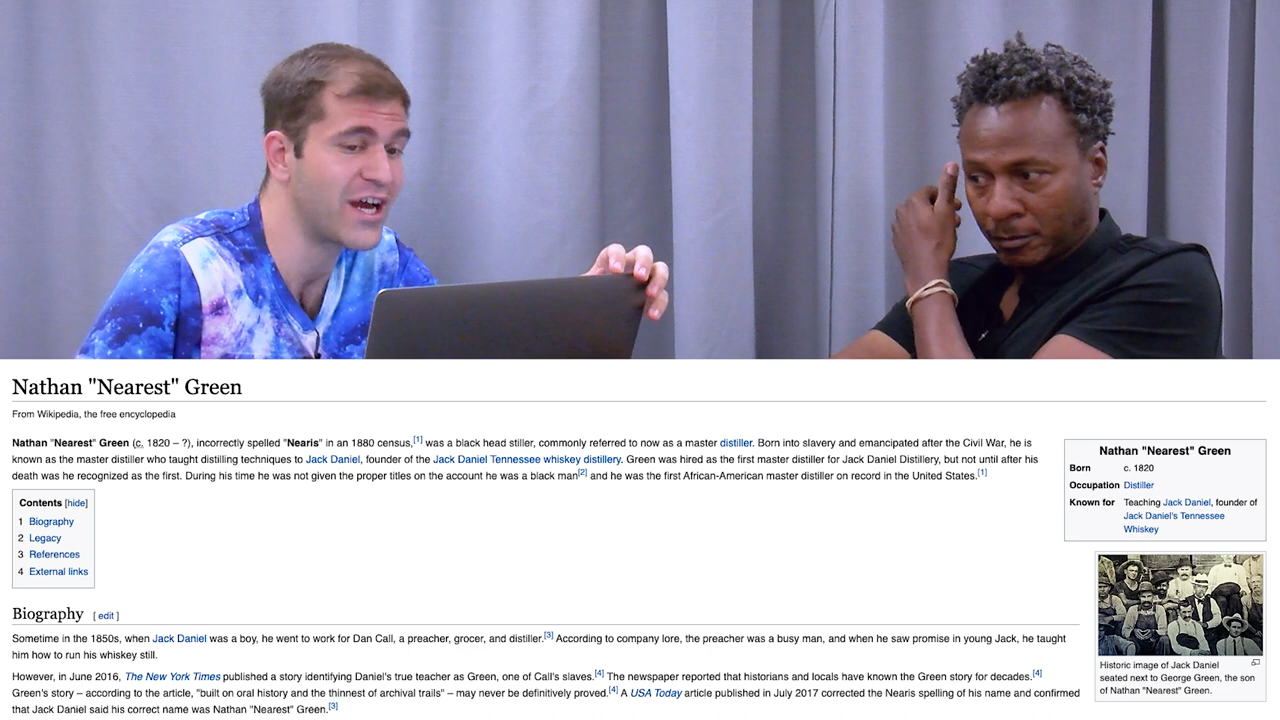 Nathan "Nearest" Green
From Wikipedia, the free encyclopedia
Nathan "Nearest" Green (c. 1820 – ?), incorrectly spelled "Nearis" in an 1880 census,[1] was a black head stiller, commonly referred to now as a master distiller. Born into slavery and emancipated after the Civil War, he is
known as the master distiller who taught distilling techniques to Jack Daniel, founder of the Jack Daniel Tennessee whiskey distillery. Green was hired as the first master distiller for Jack Daniel Distillery, but not until after his
death was he recognized as the first. During his time he was not given the proper titles on the account he was a black man[2] and he was the first African-American master distiller on record in the United States.[1]
Nathan "Nearest" Green
Born c. 1820
Occupation Distiller
Known for Teaching Jack Daniel, founder of
Jack Daniel's Tennessee
Whiskey
Contents [hide]
1 Biography
2 Legacy
3 References
4 External links
Historic image of Jack Daniel
seated next to George Green, the son
of Nathan "Nearest" Green.
Biography [ edit ]
Sometime in the 1850s, when Jack Daniel was a boy, he went to work for Dan Call, a preacher, grocer, and distiller.[3] According to company lore, the preacher was a busy man, and when he saw promise in young Jack, he taught
him how to run his whiskey still.
However, in June 2016, The New York Times published a story identifying Daniel's true teacher as Green, one of Call's slaves.[4] The newspaper reported that historians and locals have known the Green story for decades.[4]
Green's story – according to the article, "built on oral history and the thinnest of archival trails" – may never be definitively proved.[4] A USA Today article published in July 2017 corrected the Nearis spelling of his name and confirmed
that Jack Daniel said his correct name was Nathan "Nearest" Green.[3]